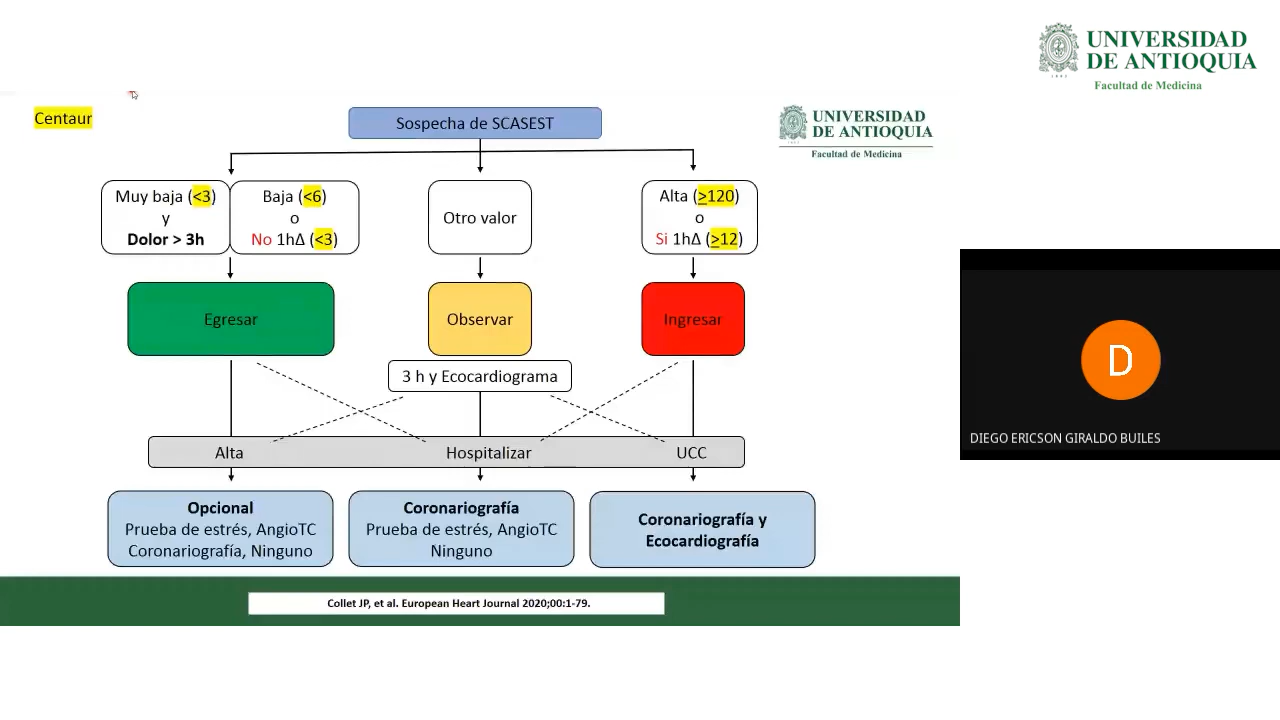 UNIVERSIDAD
DE ANTIOQUIA
Facultad de Medicina
Centaur
Sospecha de SCASEST
UNIVERSIDAD
DE ANTIOQUIA
Facultad de Medicina
Muy baja (<3)
y
Dolor > 3h
Baja (<6)
o
No 1hΔ (<3)
Otro valor
Alta (≥120)
o
Si 1hΔ (≥12)
Egresar
Observar
Ingresar
3 h y Ecocardiograma
Alta
Hospitalizar
UCC
Opcional
Prueba de estrés, AngioTC
Coronariografía, Ninguno
Coronariografía
Prueba de estrés, AngioTC
Ninguno
Coronariografía y
Ecocardiografía
Collet JP, et al. European Heart Journal 2020;00:1-79.
D
DIEGO ERICSON GIRALDO BUILES